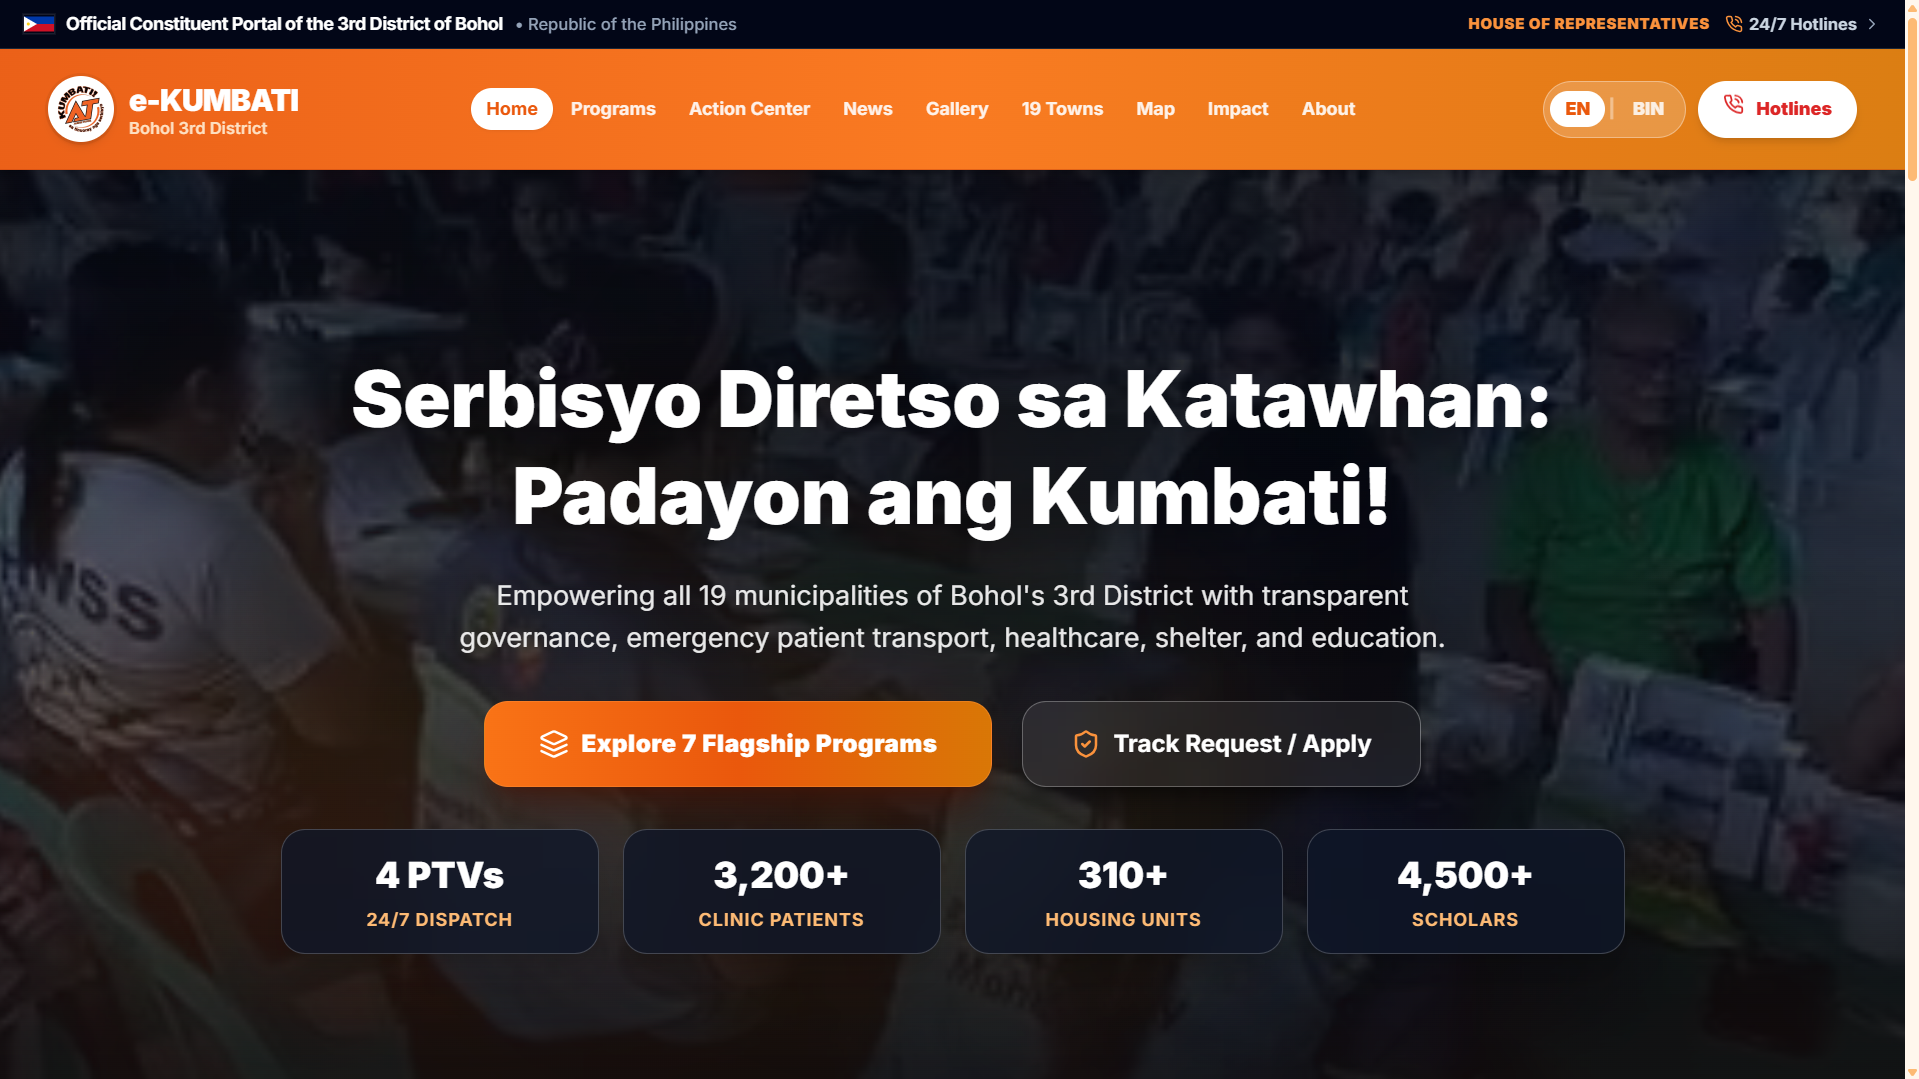 Official Constituent Portal of the 3rd District of Bohol • Republic of the Philippines
HOUSE OF REPRESENTATIVES 24/7 Hotlines
KUMBATI!
AT
e-KUMBATI
Bohol 3rd District
Home Programs Action Center News Gallery 19 Towns Map Impact About
EN | BIN
Hotlines
Serbisyo Diretso sa Katawhan:
Padayon ang Kumbati!
Empowering all 19 municipalities of Bohol's 3rd District with transparent
governance, emergency patient transport, healthcare, shelter, and education.
Explore 7 Flagship Programs
Track Request / Apply
4 PTVs
24/7 DISPATCH
3,200+
CLINIC PATIENTS
310+
HOUSING UNITS
4,500+
SCHOLARS